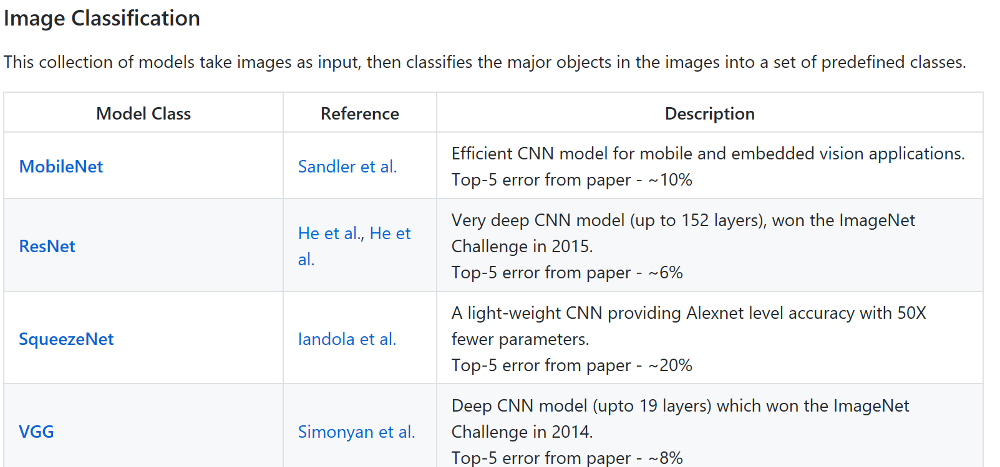 Image Classification
This collection of models take images as input, then classifies the major objects in the images into a set of predefined classes.
Model Class
Reference
Description
MobileNet
Sandler et al.
Efficient CNN model for mobile and embedded vision applications.
Top-5 error from paper - ~10%
ResNet
He et al., He et
al.
Very deep CNN model (up to 152 layers), won the ImageNet
Challenge in 2015.
Top-5 error from paper - ~6%
SqueezeNet
Iandola et al.
A light-weight CNN providing Alexnet level accuracy with 50X
fewer parameters.
Top-5 error from paper - ~20%
VGG
Simonyan et al.
Deep CNN model (upto 19 layers) which won the ImageNet
Challenge in 2014.
Top-5 error from paper - ~8%